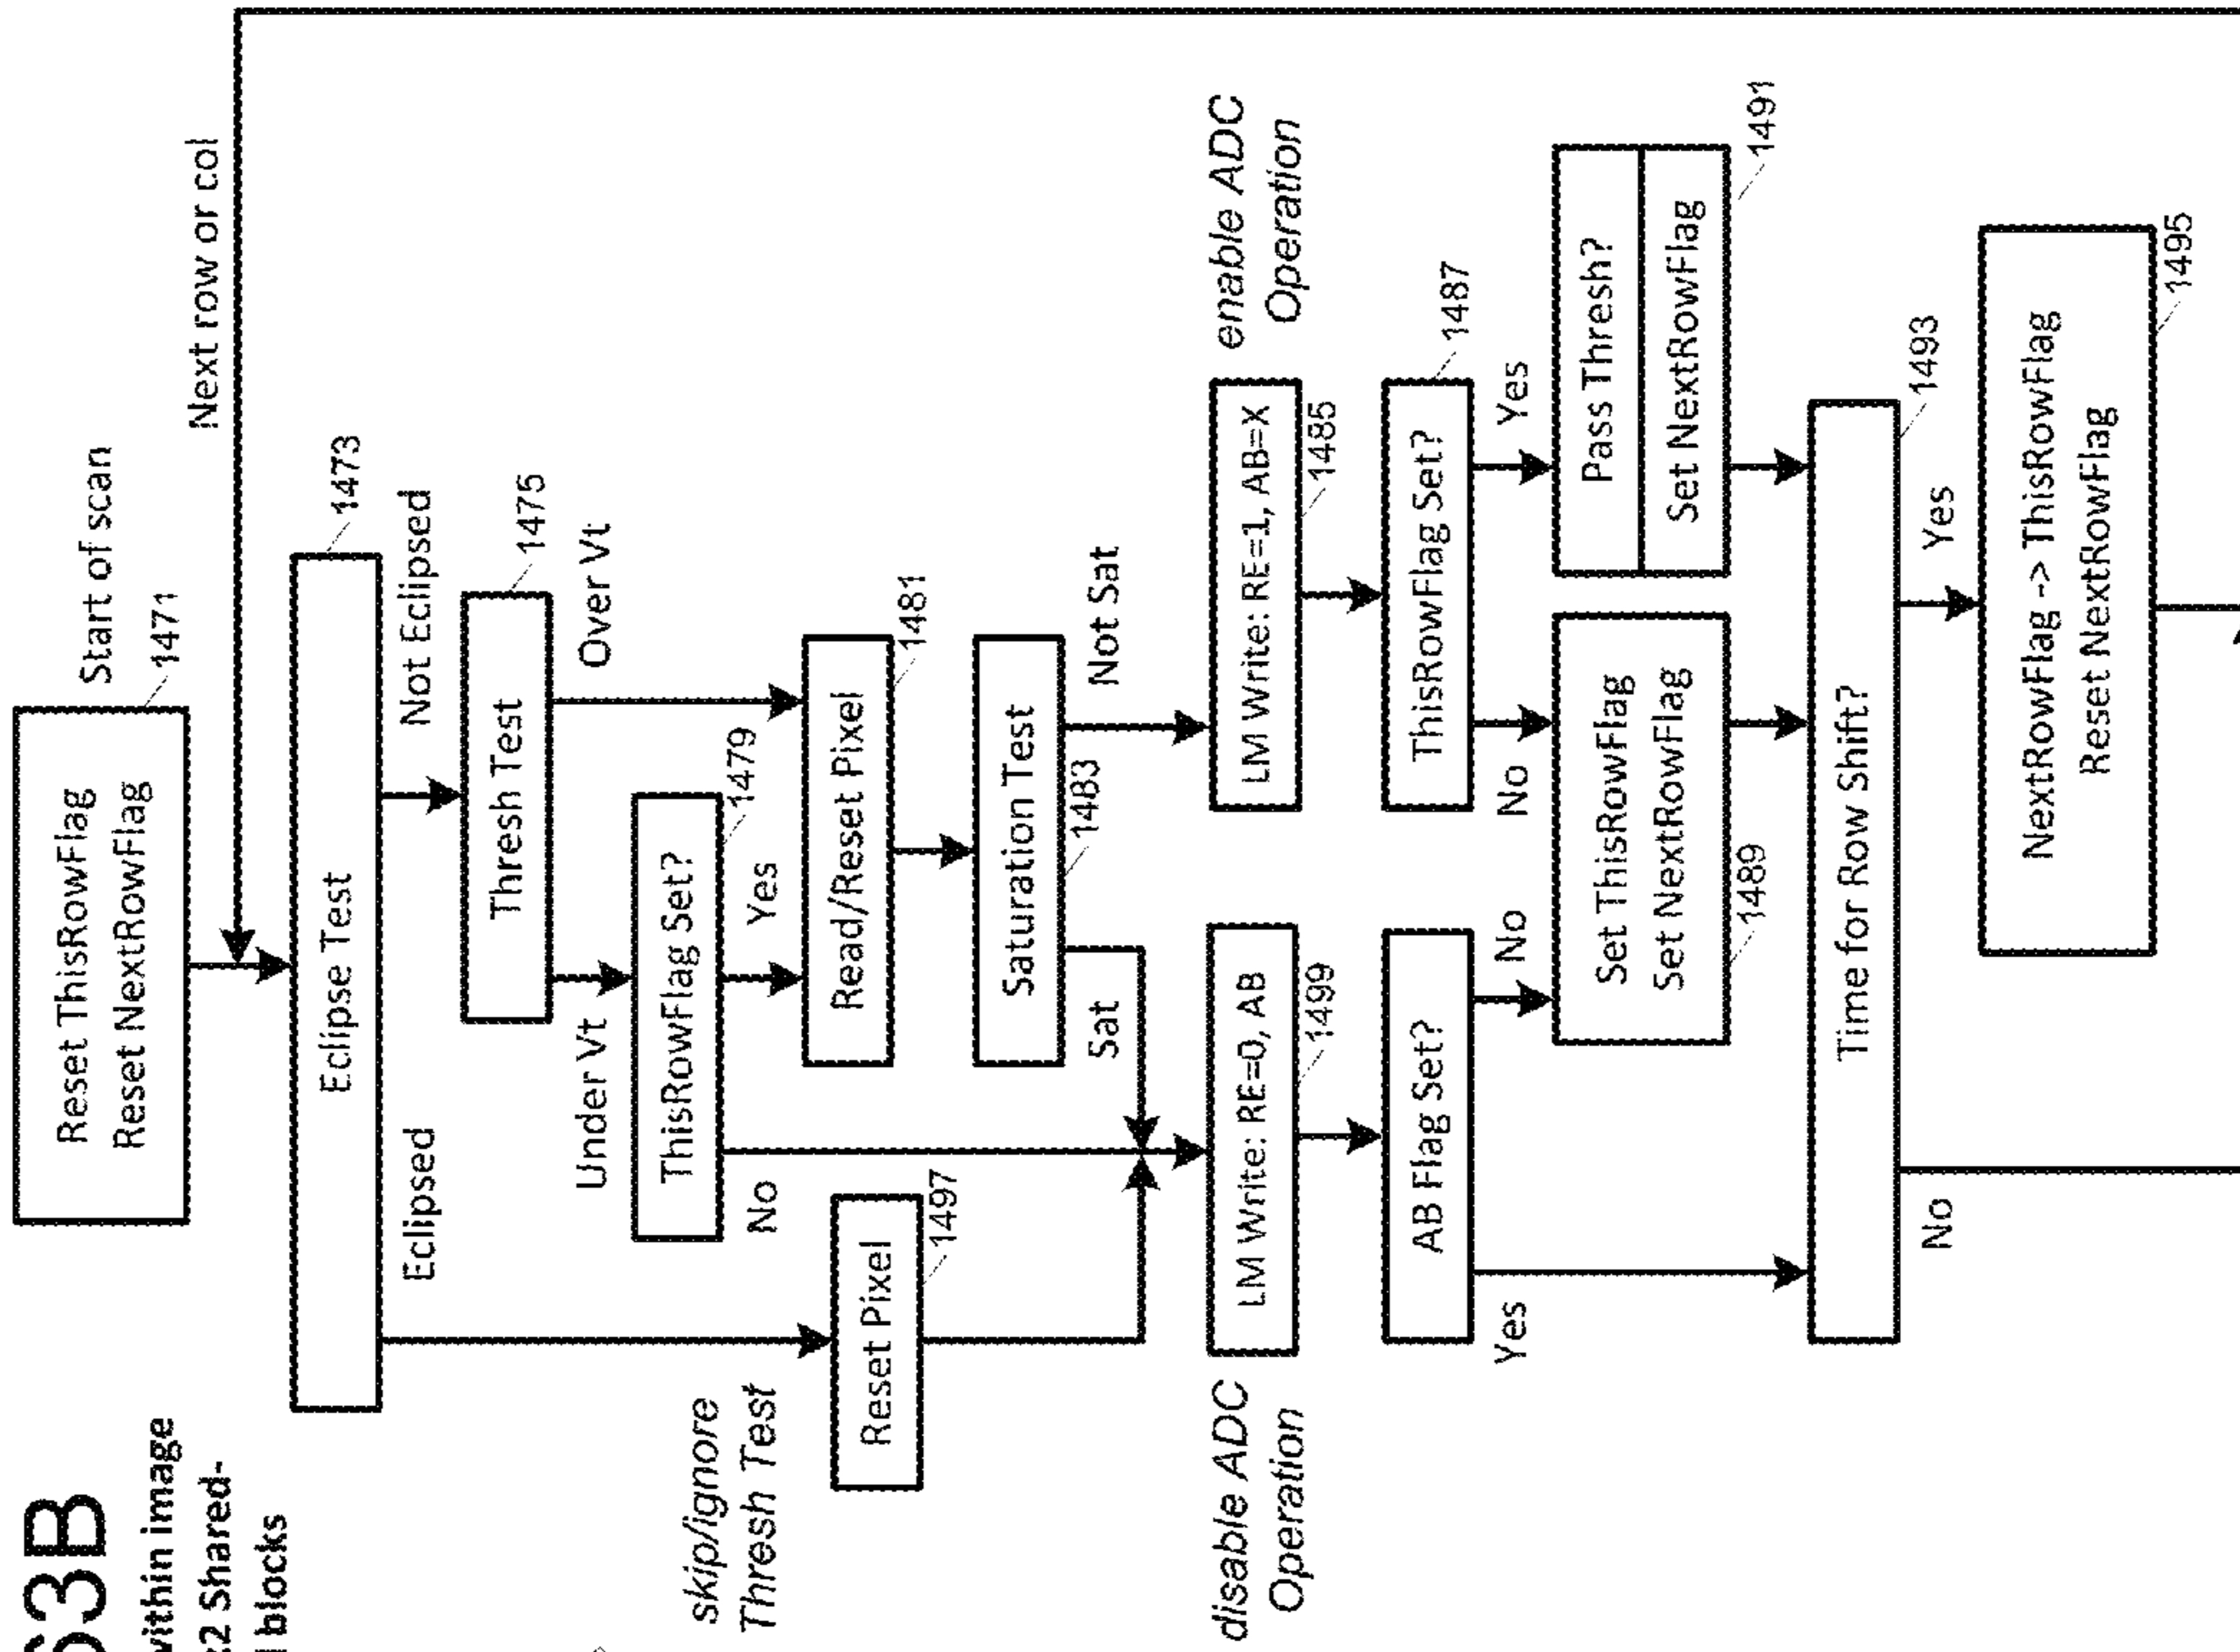 63B
within image
2 Shared-
blocks
Start of scan
Reset ThisRowFlag
Reset NextRowFlag
1471
Next row or col
Eclipse Test
1473
Eclipsed
Not Eclipsed
Thresh Test
1475
Under Vt
Over Vt
ThisRowFlag Set?
1479
skip/ignore
Thresh Test
No
Yes
Read/Reset Pixel
1481
Reset Pixel
1497
Saturation Test
1483
Sat
Not Sat
disable ADC
Operation
LM Write: RE=0, AB
1499
LM Write: RE=1, AB=X
1485
enable ADC
Operation
AB Flag Set?
ThisRowFlag Set?
1487
Yes
No
No
Yes
Set ThisRowFlag
Set NextRowFlag
1489
Pass Thresh?
Set NextRowFlag
1491
Time for Row Shift?
1493
No
Yes
NextRowFlag -> ThisRowFlag
Reset NextRowFlag
1495